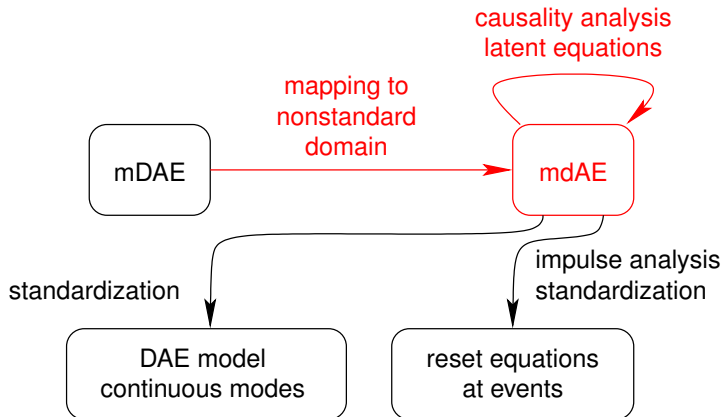 causality analysis
latent equations
mapping to
nonstandard
domain
mDAE
mdAE
standardization
impulse analysis
standardization
DAE model
continuous modes
reset equations
at events